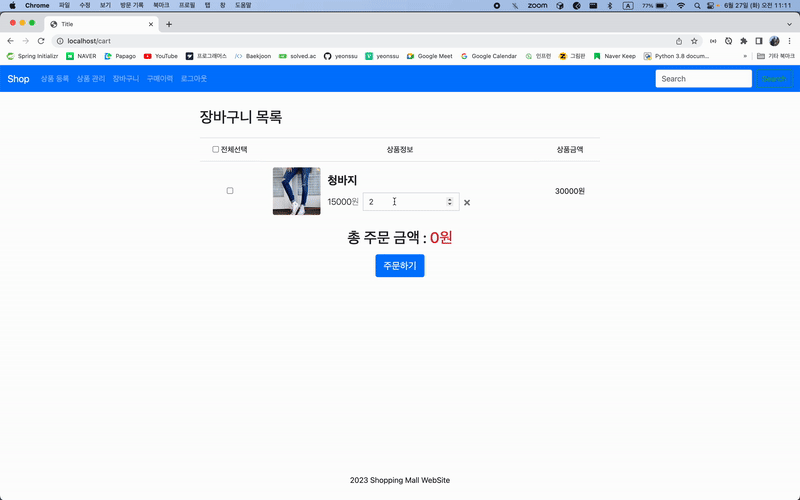 Chrome 파일 수정 보기 방문 기록 북마크 프로필 탭 창 도움말 zoom A 77% 6월 27일 (화) 오전 11:11
Title
localhost/cart
Spring Initializr NAVER Papago YouTube 프로그래머스 Baekjoon solved.ac yeonssu yeonssu Google Meet Google Calendar 인프런 그림판 Naver Keep Python 3.8 docum... » 기타 북마크
Shop 상품 등록 상품 관리 장바구니 구매이력 로그아웃 Search Search
장바구니 목록
전체선택 상품정보 상품금액
청바지
15000원 2 30000원
총 주문 금액 : 0원
주문하기
2023 Shopping Mall WebSite